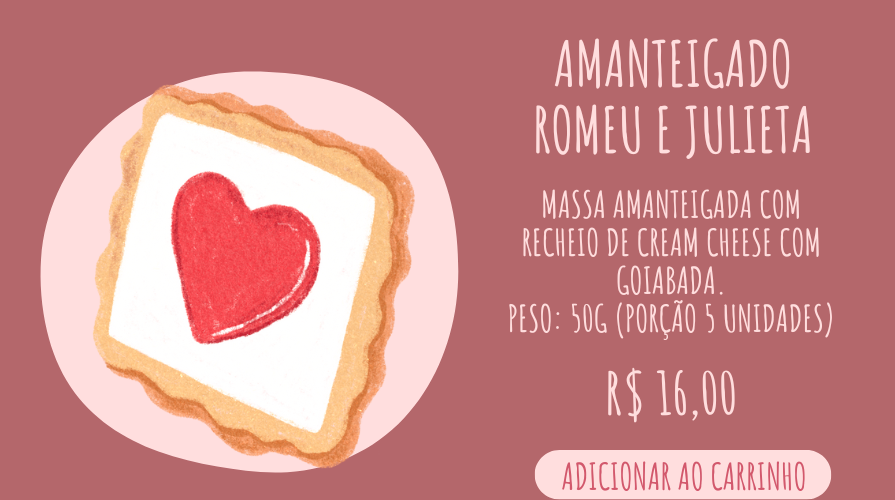 AMANTEIGADO
ROMEU E JULIETA
MASSA AMANTEIGADA COM
RECHEIO DE CREAM CHEESE COM
GOIABADA.
PESO: 50G (PORÇÃO 5 UNIDADES)
R$ 16,00
ADICIONAR AO CARRINHO